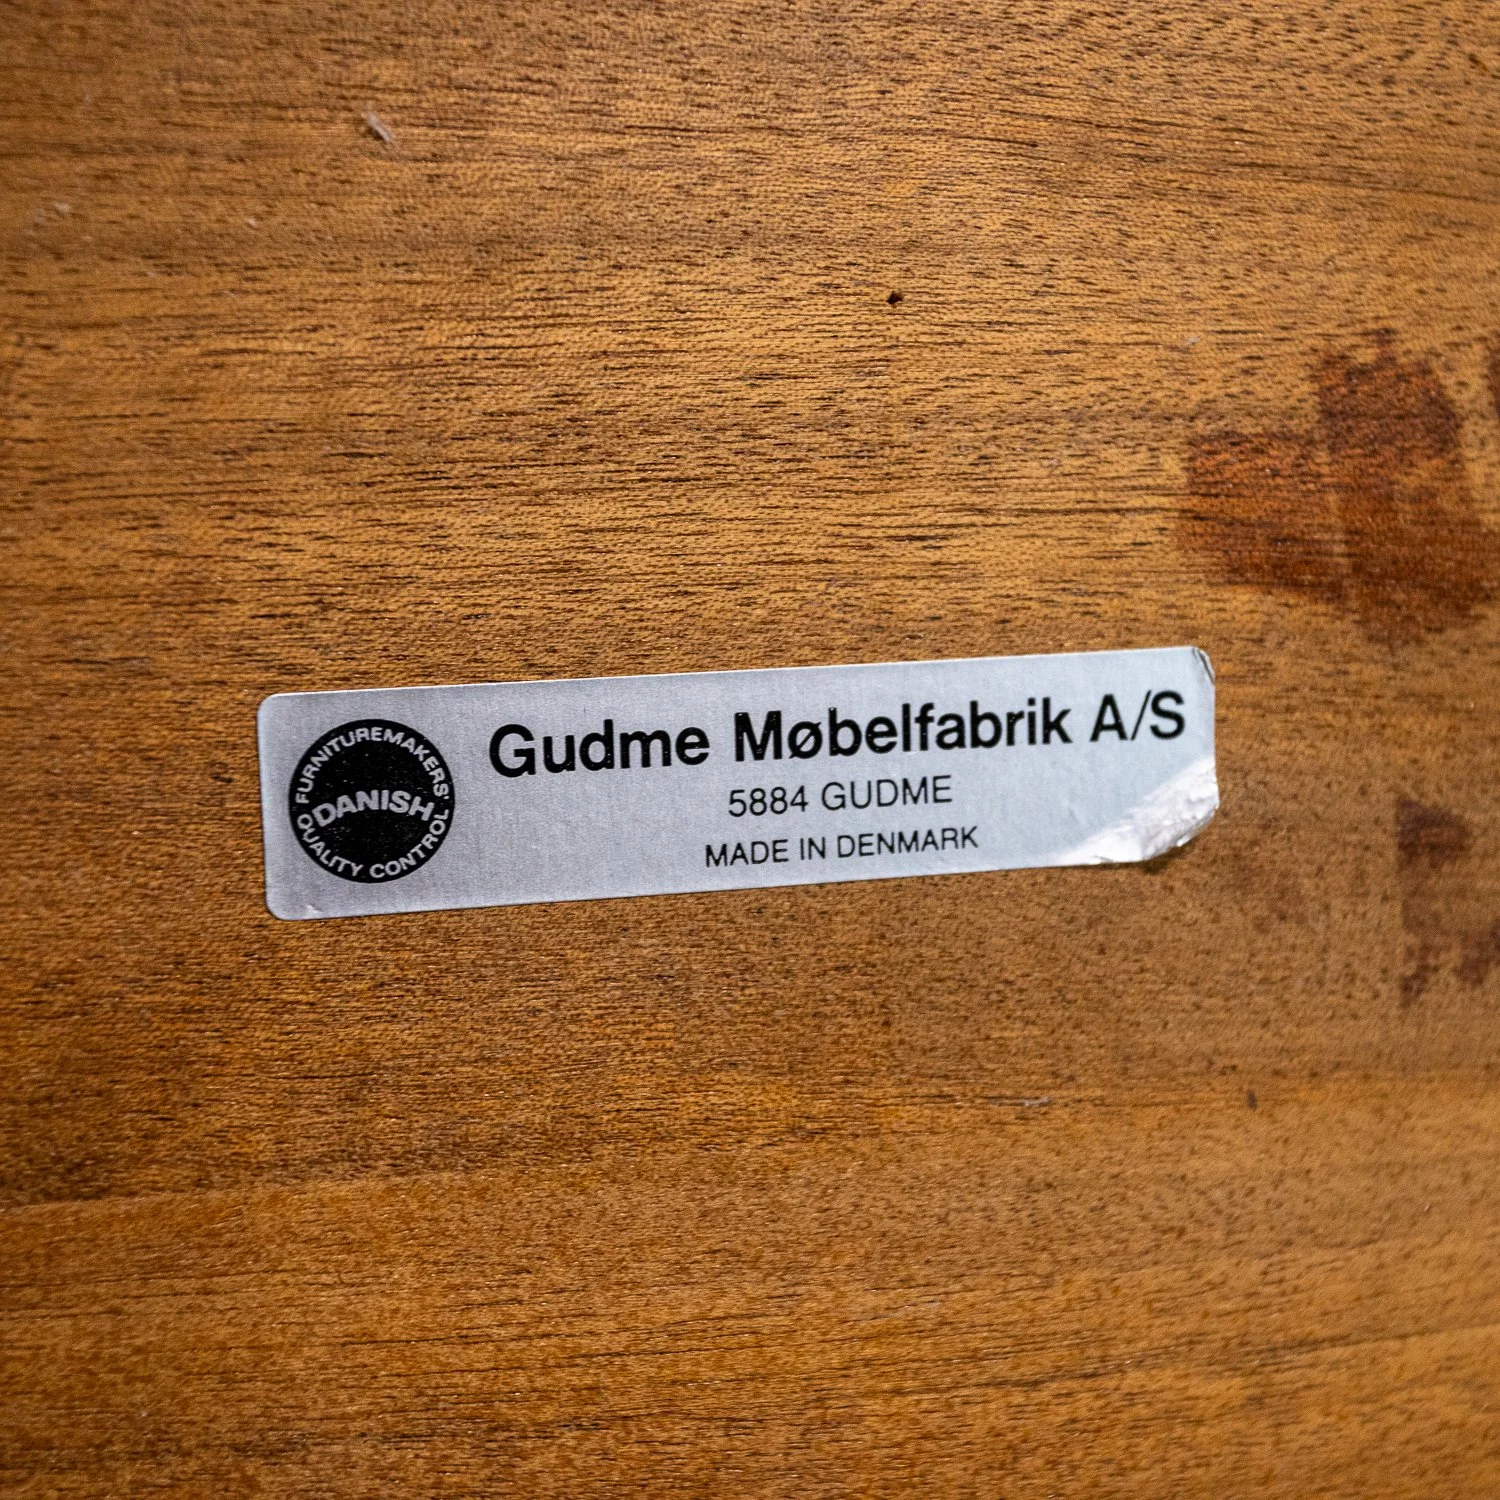 FURNITUREMAKERS'
DANISH
QUALITY CONTROL
Gudme Møbelfabrik A/S
5884 GUDME
MADE IN DENMARK